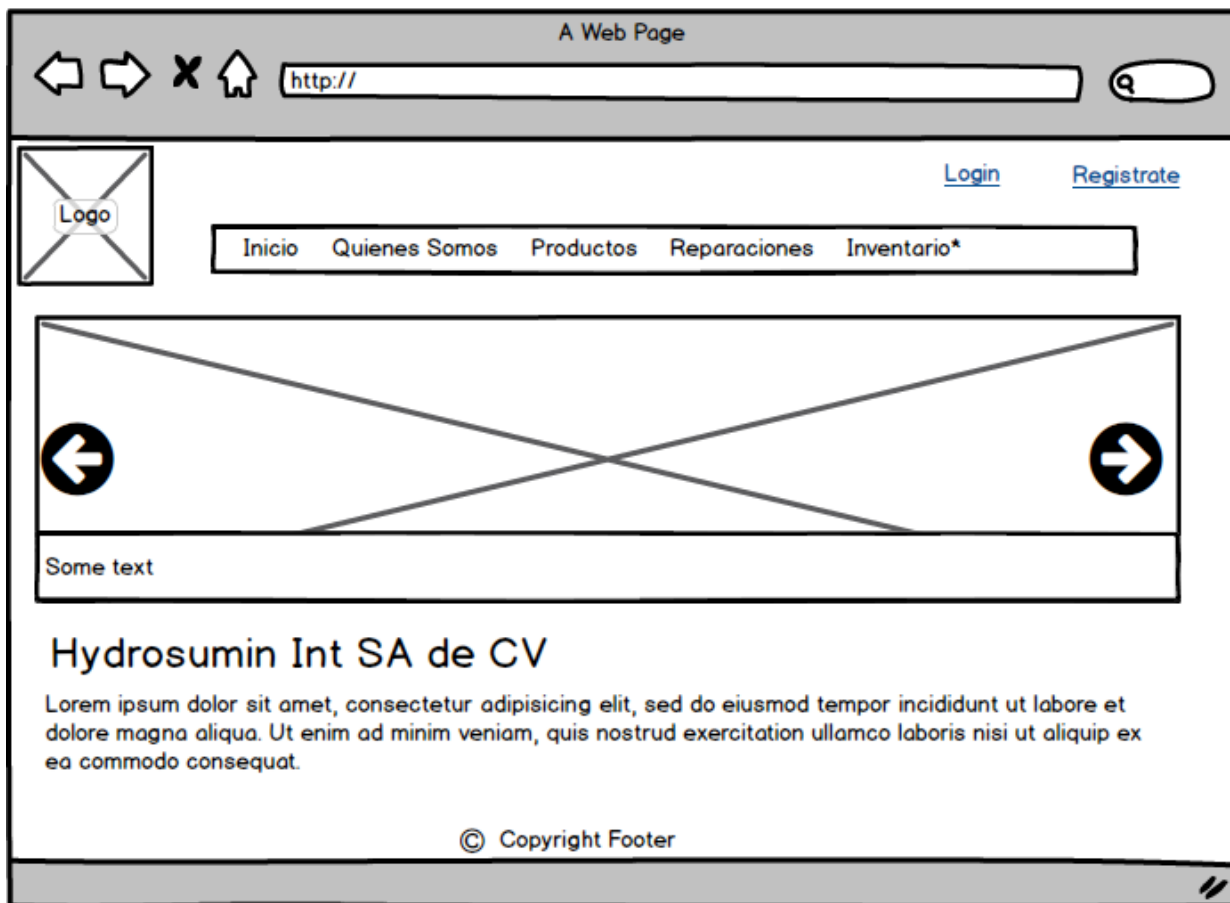 A Web Page
http://
Login Registrate
Logo
Inicio Quienes Somos Productos Reparaciones Inventario*
Some text
Hydrosumin Int SA de CV
Lorem ipsum dolor sit amet, consectetur adipisicing elit, sed do eiusmod tempor incididunt ut labore et
dolore magna aliqua. Ut enim ad minim veniam, quis nostrud exercitation ullamco laboris nisi ut aliquip ex
ea commodo consequat.
© Copyright Footer